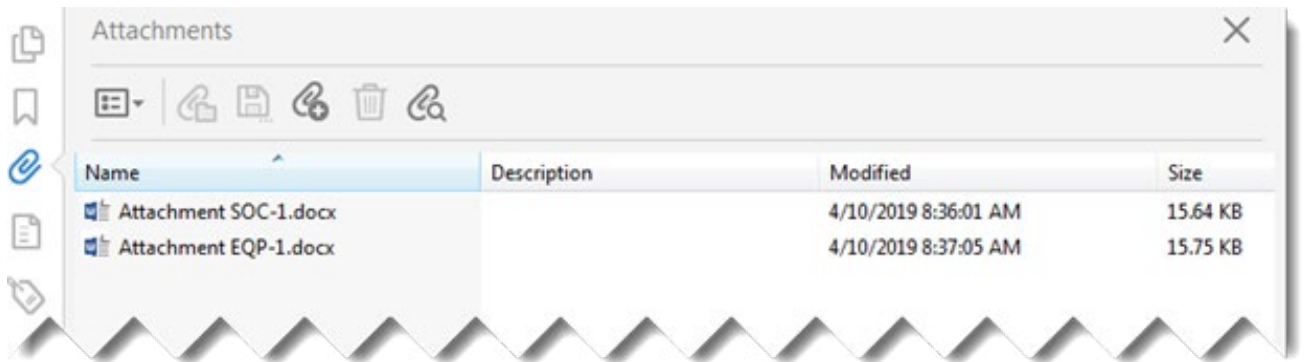 Attachments
Name Description Modified Size
Attachment SOC-1.docx 4/10/2019 8:36:01 AM 15.64 KB
Attachment EQP-1.docx 4/10/2019 8:37:05 AM 15.75 KB